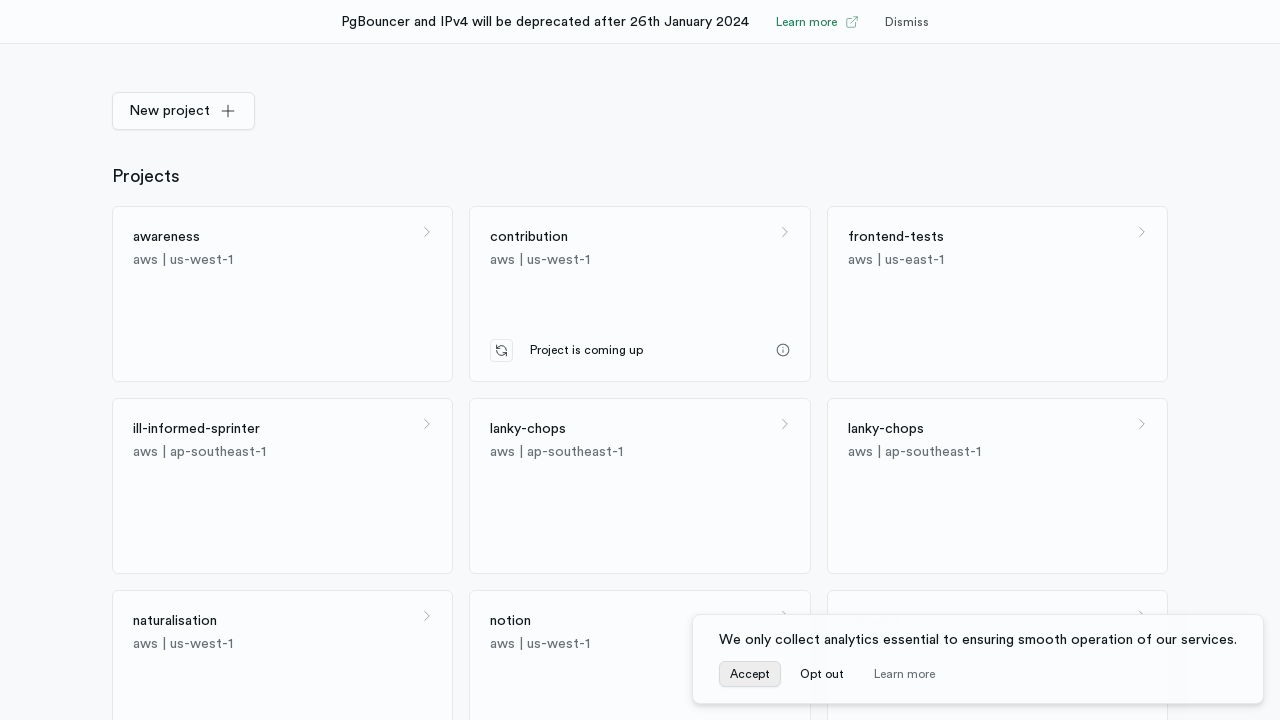 PgBouncer and IPv4 will be deprecated after 26th January 2024 Learn more Dismiss
New project
Projects
awareness
aws | us-west-1
contribution
aws | us-west-1
Project is coming up
frontend-tests
aws | us-east-1
ill-informed-sprinter
aws | ap-southeast-1
lanky-chops
aws | ap-southeast-1
lanky-chops
aws | ap-southeast-1
naturalisation
aws | us-west-1
notion
aws | us-west-1
We only collect analytics essential to ensuring smooth operation of our services.
Accept Opt out Learn more